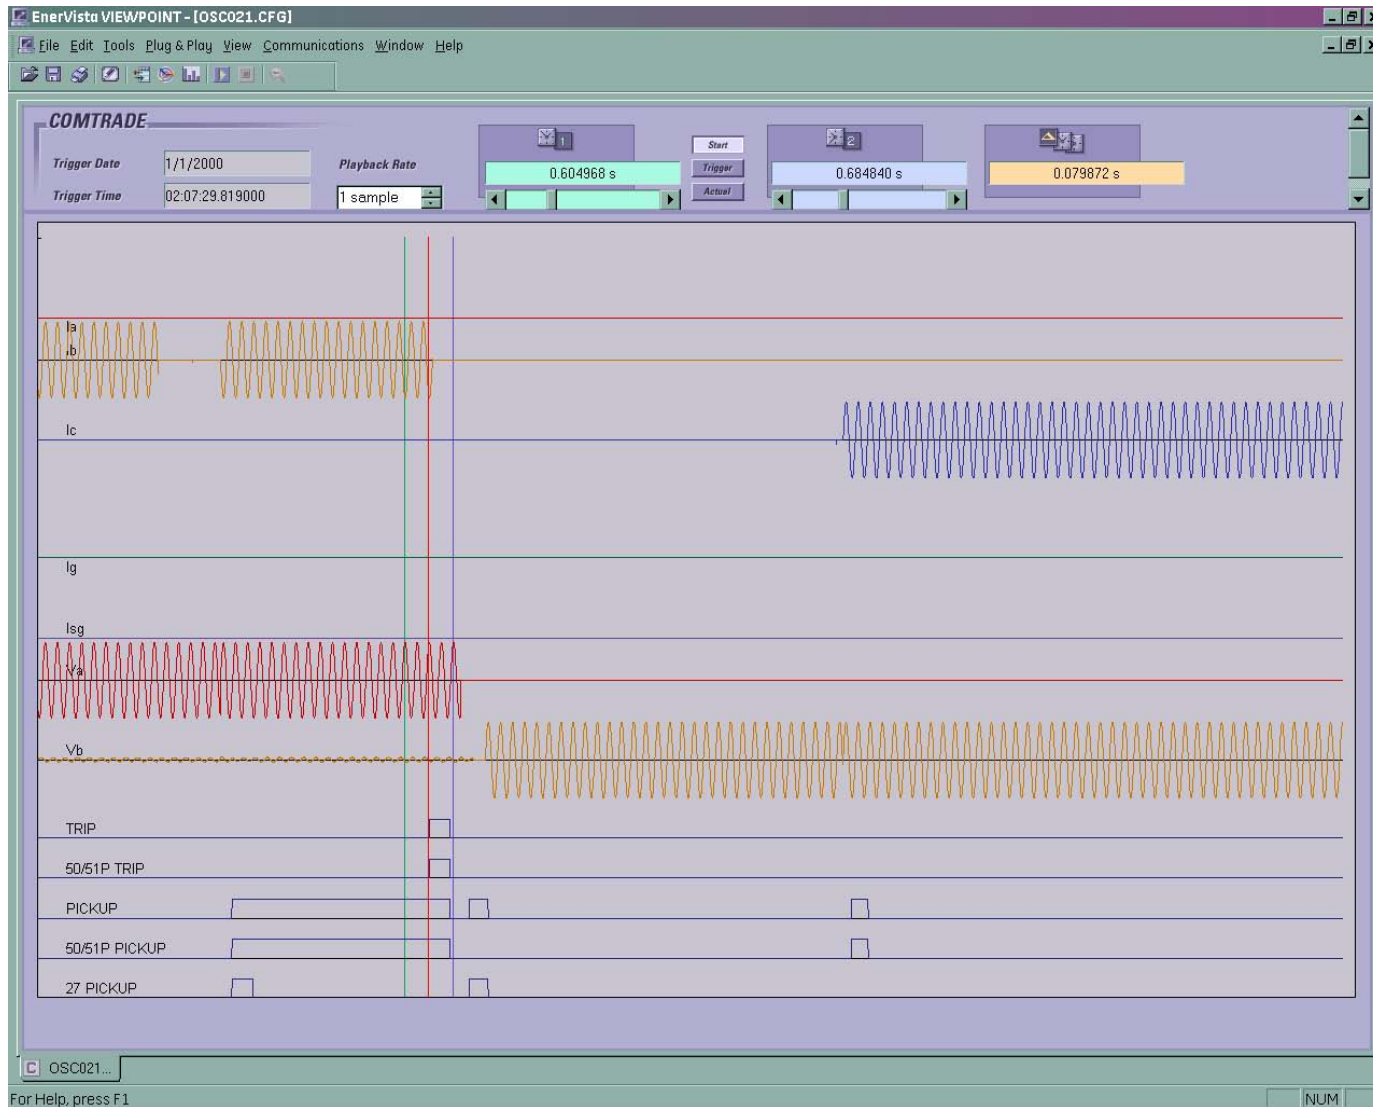 EnerVista VIEWPOINT - [OSC021.CFG]
File Edit Tools Plug & Play View Communications Window Help
COMTRADE
Trigger Date 1/1/2000
Trigger Time 02:07:29.819000
Playback Rate
1 sample
1
0.604968 s
Start
Trigger
Actual
2
0.684840 s
0.079872 s
Ia
Ib
Ic
Ig
Isg
Va
Vb
TRIP
50/51P TRIP
PICKUP
50/51P PICKUP
27 PICKUP
C OSC021...
For Help, press F1
NUM